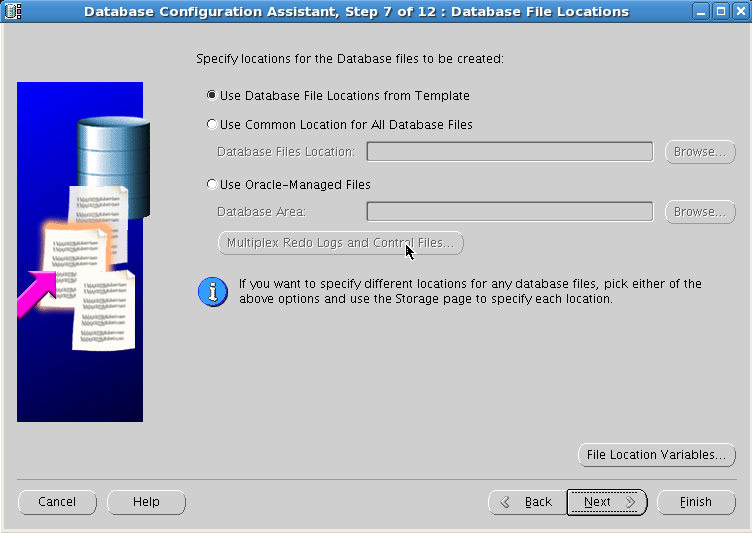 Database Configuration Assistant, Step 7 of 12 : Database File Locations
Specify locations for the Database files to be created:
Use Database File Locations from Template
Use Common Location for All Database Files
Database Files Location:
Browse...
Use Oracle-Managed Files
Database Area:
Browse...
Multiplex Redo Logs and Control Files...
If you want to specify different locations for any database files, pick either of the
above options and use the Storage page to specify each location.
File Location Variables...
Cancel
Help
Back
Next
Finish